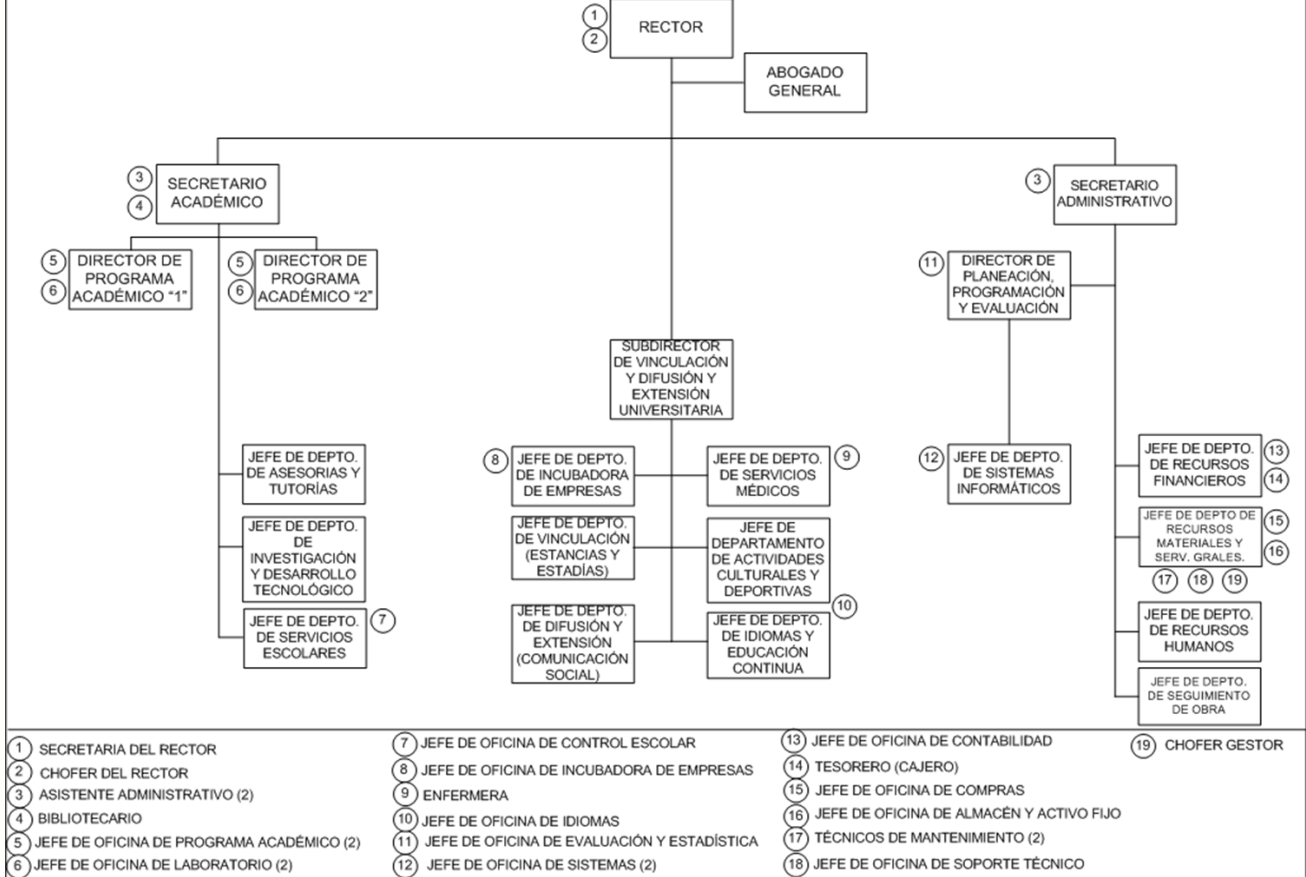 1
RECTOR
2
ABOGADO
GENERAL
3
SECRETARIO
ACADÉMICO
4
3
SECRETARIO
ADMINISTRATIVO
5
DIRECTOR DE
PROGRAMA
ACADÉMICO “1”
6
5
DIRECTOR DE
PROGRAMA
ACADÉMICO “2”
6
11
DIRECTOR DE
PLANEACIÓN,
PROGRAMACIÓN
Y EVALUACIÓN
SUBDIRECTOR
DE VINCULACIÓN
Y DIFUSIÓN Y
EXTENSIÓN
UNIVERSITARIA
JEFE DE DEPTO.
DE ASESORIAS Y
TUTORÍAS
JEFE DE DEPTO.
DE
INVESTIGACIÓN
Y DESARROLLO
TECNOLÓGICO
JEFE DE DEPTO.
DE SERVICIOS
ESCOLARES
7
8
JEFE DE DEPTO.
DE INCUBADORA
DE EMPRESAS
JEFE DE DEPTO.
DE SERVICIOS
MÉDICOS
9
JEFE DE DEPTO.
DE VINCULACIÓN
(ESTANCIAS Y
ESTADÍAS)
JEFE DE
DEPARTAMENTO
DE ACTIVIDADES
CULTURALES Y
DEPORTIVAS
JEFE DE DEPTO.
DE DIFUSIÓN Y
EXTENSIÓN
(COMUNICACIÓN
SOCIAL)
JEFE DE DEPTO.
DE IDIOMAS Y
EDUCACIÓN
CONTINUA
10
12
JEFE DE DEPTO.
DE SISTEMAS
INFORMÁTICOS
JEFE DE DEPTO.
DE RECURSOS
FINANCIEROS
13
14
JEFE DE DEPTO DE
RECURSOS
MATERIALES Y
SERV. GRALES.
15
16
17 18 19
JEFE DE DEPTO.
DE RECURSOS
HUMANOS
JEFE DE DEPTO.
DE SEGUIMIENTO
DE OBRA
1 SECRETARIA DEL RECTOR
2 CHOFER DEL RECTOR
3 ASISTENTE ADMINISTRATIVO (2)
4 BIBLIOTECARIO
5 JEFE DE OFICINA DE PROGRAMA ACADÉMICO (2)
6 JEFE DE OFICINA DE LABORATORIO (2)
7 JEFE DE OFICINA DE CONTROL ESCOLAR
8 JEFE DE OFICINA DE INCUBADORA DE EMPRESAS
9 ENFERMERA
10 JEFE DE OFICINA DE IDIOMAS
11 JEFE DE OFICINA DE EVALUACIÓN Y ESTADÍSTICA
12 JEFE DE OFICINA DE SISTEMAS (2)
13 JEFE DE OFICINA DE CONTABILIDAD
14 TESORERO (CAJERO)
15 JEFE DE OFICINA DE COMPRAS
16 JEFE DE OFICINA DE ALMACÉN Y ACTIVO FIJO
17 TÉCNICOS DE MANTENIMIENTO (2)
18 JEFE DE OFICINA DE SOPORTE TÉCNICO
19 CHOFER GESTOR